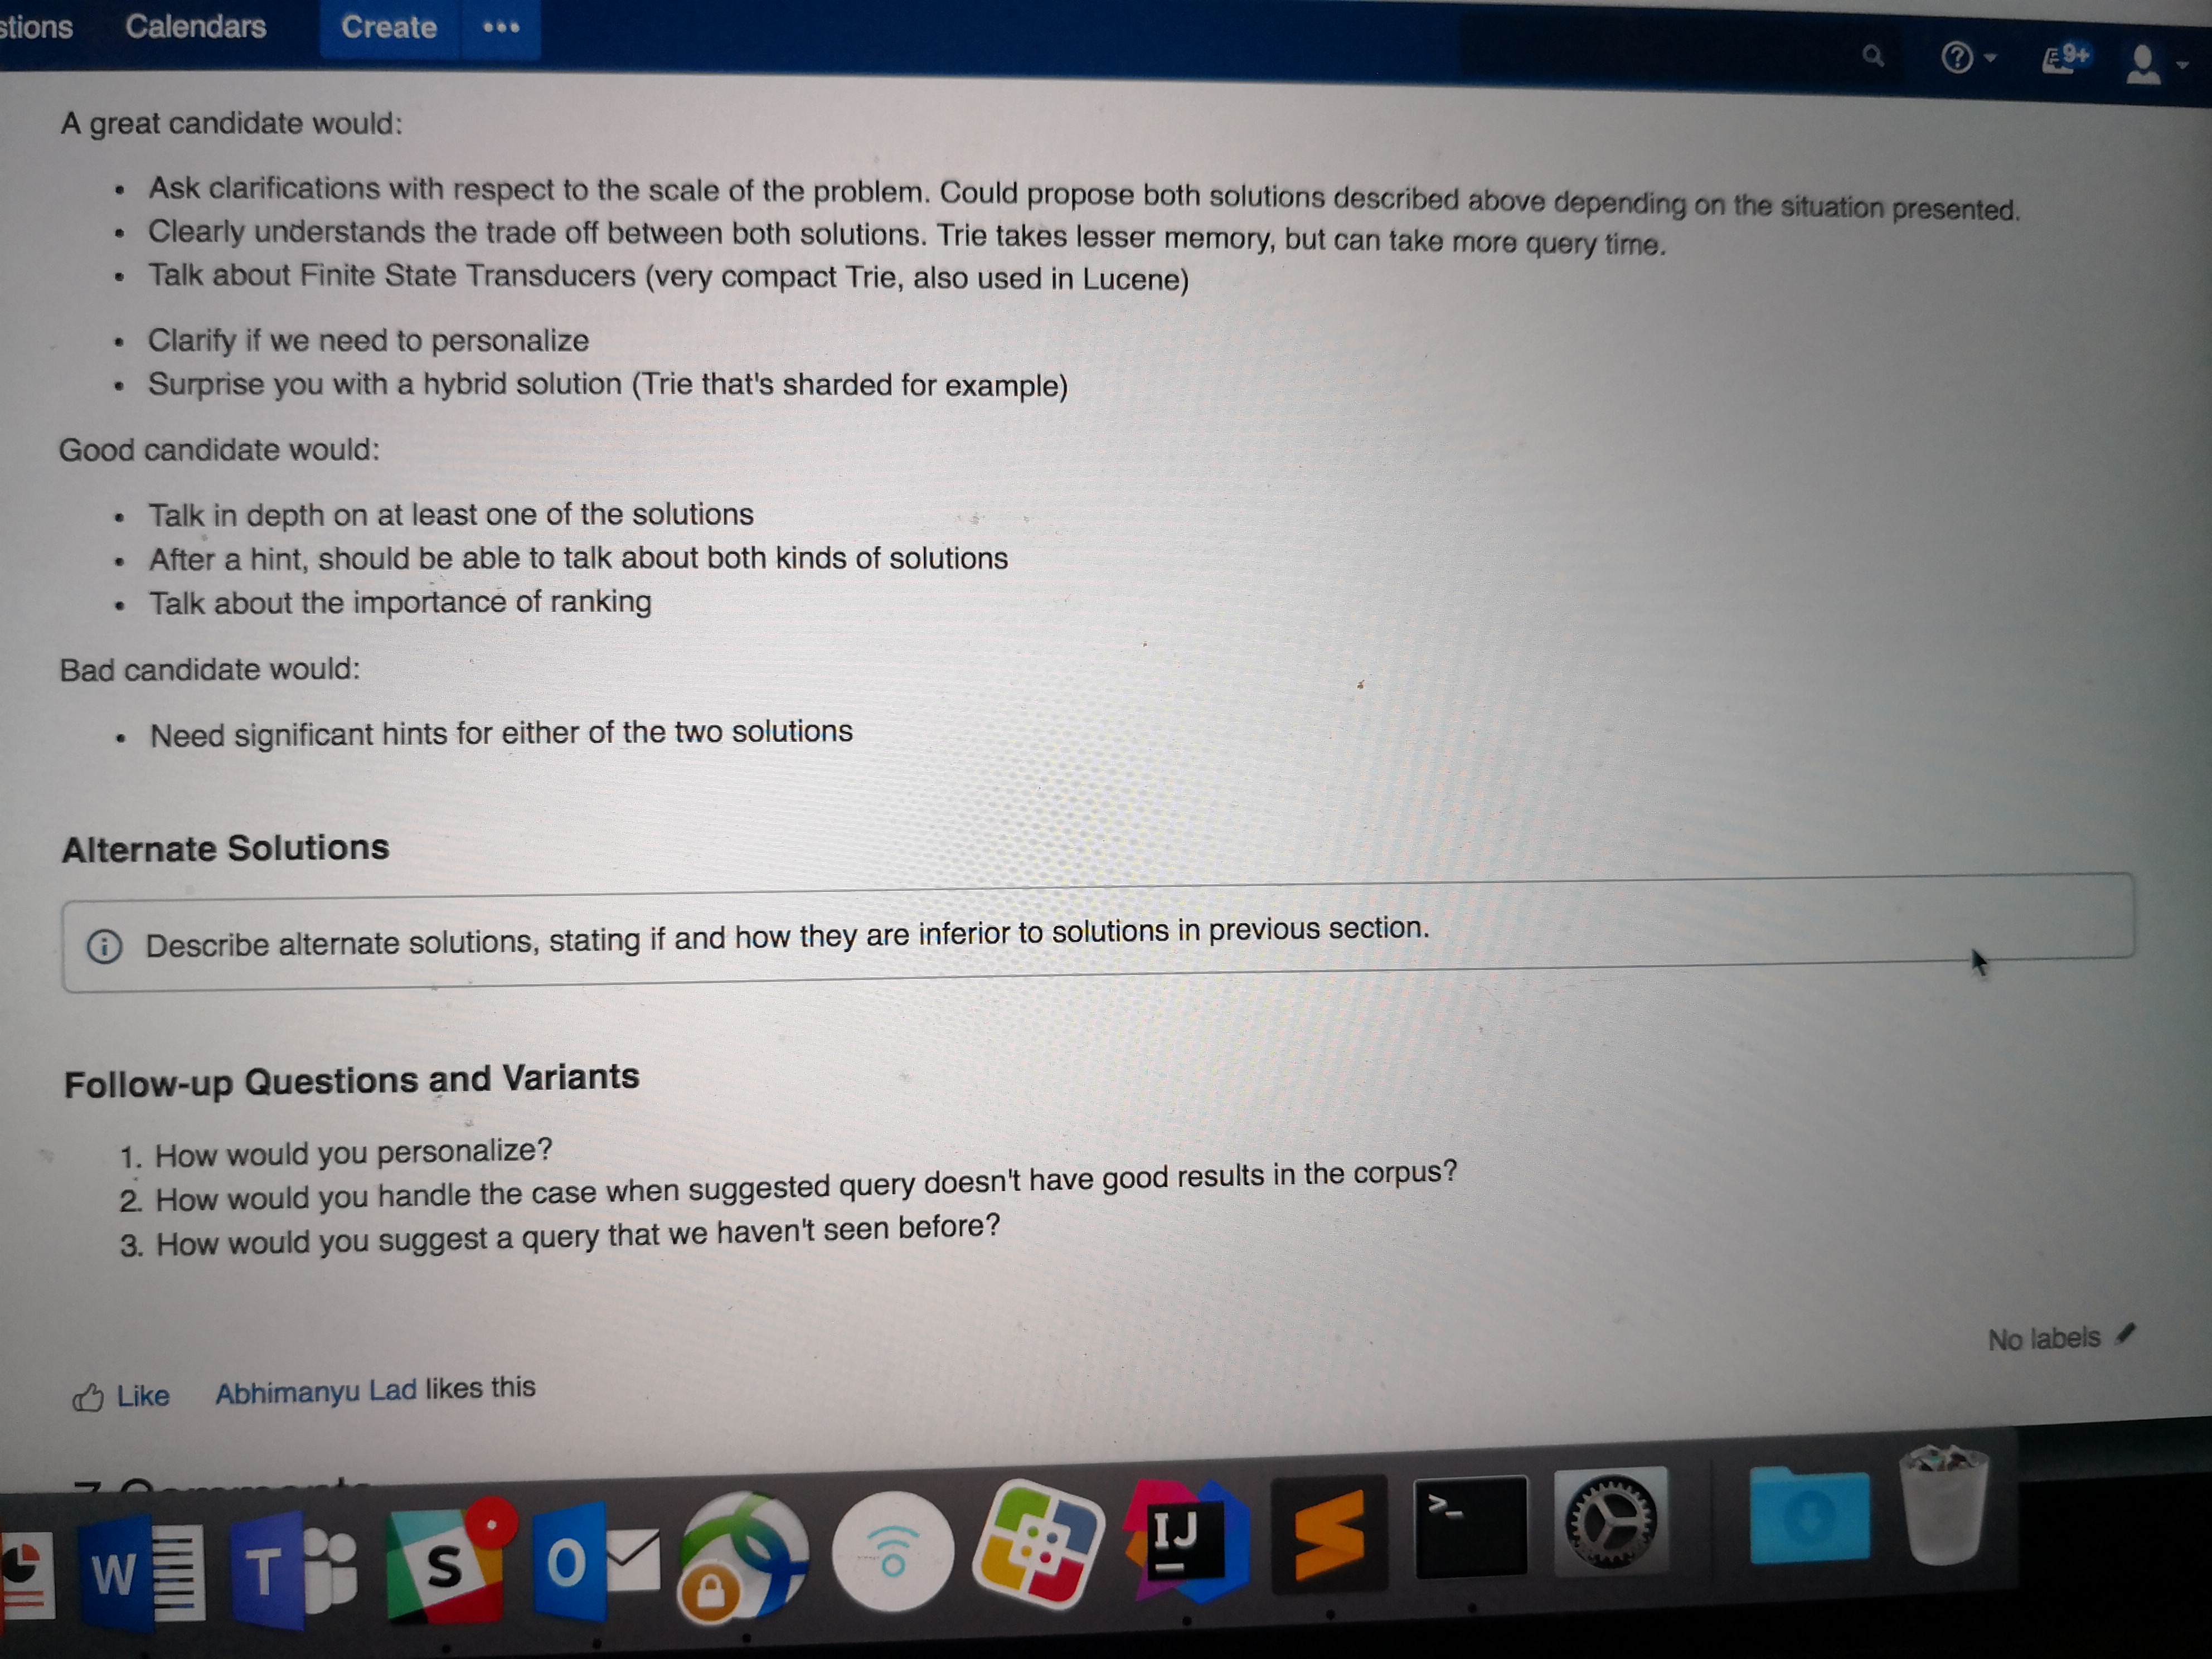 Calendars Create •••
9+
A great candidate would:
• Ask clarifications with respect to the scale of the problem. Could propose both solutions described above depending on the situation presented.
• Clearly understands the trade off between both solutions. Trie takes lesser memory, but can take more query time.
• Talk about Finite State Transducers (very compact Trie, also used in Lucene)
• Clarify if we need to personalize
• Surprise you with a hybrid solution (Trie that's sharded for example)
Good candidate would:
• Talk in depth on at least one of the solutions
• After a hint, should be able to talk about both kinds of solutions
• Talk about the importance of ranking
Bad candidate would:
• Need significant hints for either of the two solutions
Alternate Solutions
Describe alternate solutions, stating if and how they are inferior to solutions in previous section.
Follow-up Questions and Variants
1. How would you personalize?
2. How would you handle the case when suggested query doesn't have good results in the corpus?
3. How would you suggest a query that we haven't seen before?
No labels
Like Abhimanyu Lad likes this
W T S O IJ >_